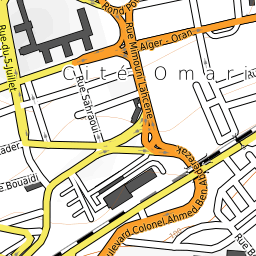 Rond Po
Rue du 5 Juillet
Rue Mimouni Lahcène
Alger - Oran
Cité Omari
Rue Sahraoui
ader
e Bouaidi
Boulevard Colonel Ahmed Ben Abderrazak
Rue B